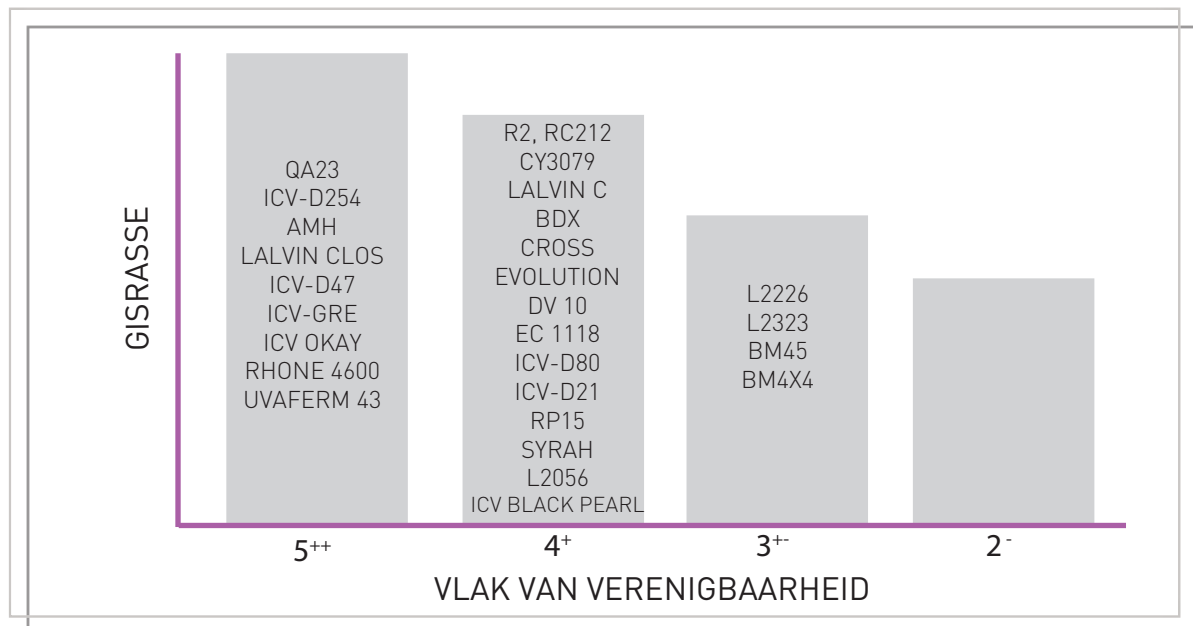 GISRASSE
QA23
ICV-D254
AMH
LALVIN CLOS
ICV-D47
ICV-GRE
ICV OKAY
RHONE 4600
UVAFERM 43
R2, RC212
CY3079
LALVIN C
BDX
CROSS
EVOLUTION
DV 10
EC 1118
ICV-D80
ICV-D21
RP15
SYRAH
L2056
ICV BLACK PEARL
L2226
L2323
BM45
BM4X4
5++ 4+ 3+- 2-
VLAK VAN VERENIGBAARHEID